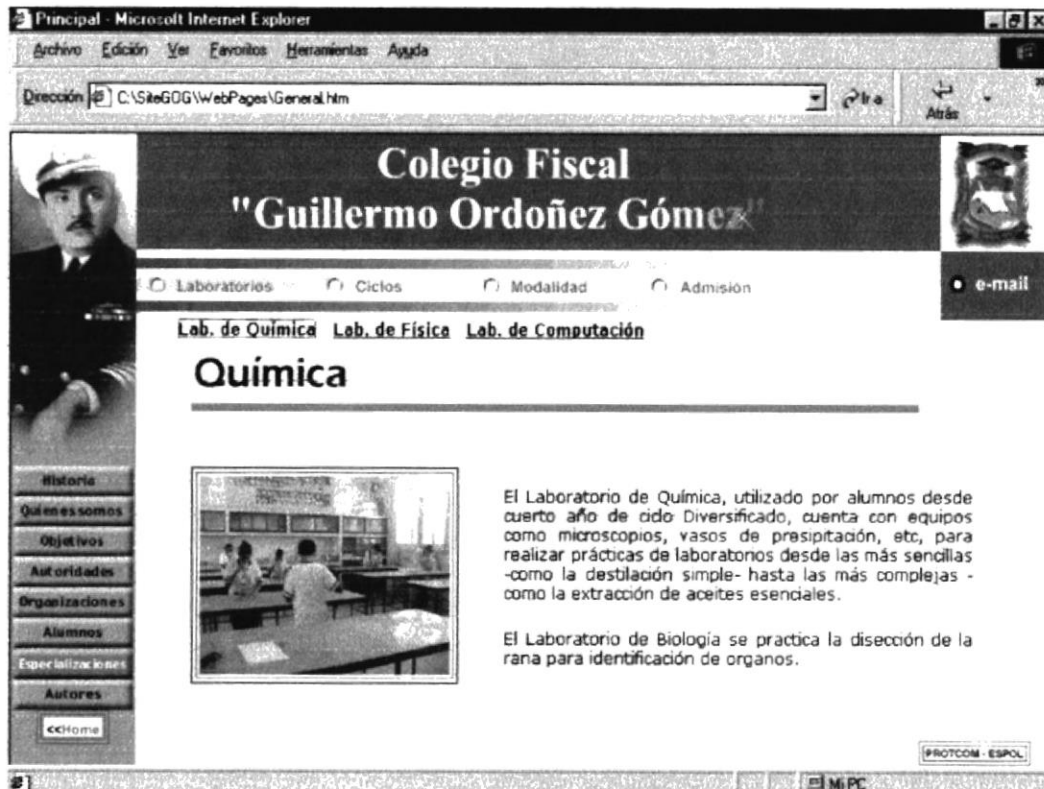 Principal - Microsoft Internet Explorer
Archivo Edición Ver Favoritos Herramientas Ayuda
Dirección C:\SiteGOG\WebPages\General.htm Ir a Atrás
Colegio Fiscal
"Guillermo Ordoñez Gómez"
Laboratorios Ciclos Modalidad Admisión e-mail
Lab. de Química Lab. de Física Lab. de Computación
Química
El Laboratorio de Química, utilizado por alumnos desde
cuerto año de ciclo Diversificado, cuenta con equipos
como microscopios, vasos de presipitación, etc, para
realizar prácticas de laboratorios desde las más sencillas
-como la destilación simple- hasta las más complejas -
como la extracción de aceites esenciales.
El Laboratorio de Biología se practica la disección de la
rana para identificación de organos.
Historia
Quienes somos
Objetivos
Autoridades
Organizaciones
Alumnos
Especializaciones
Autores
<<Home
PROTCOM - ESPOL
Mi PC